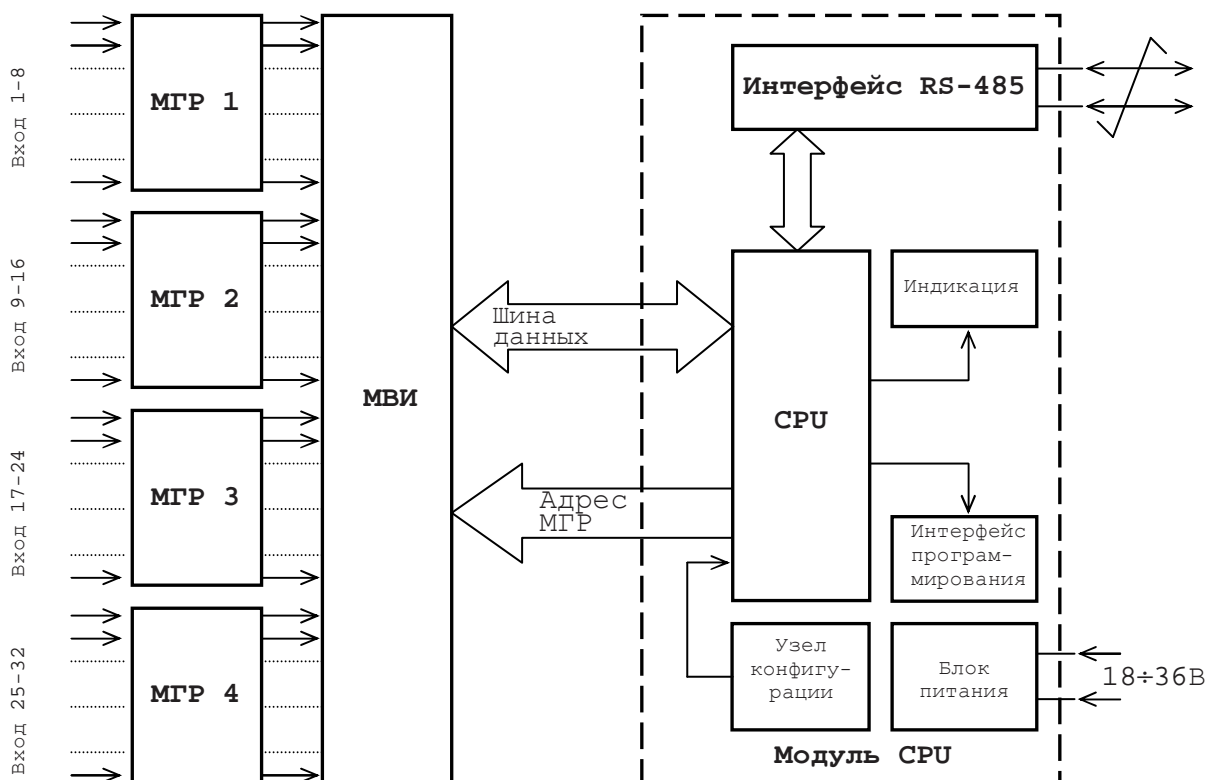 Вход 1-8
МГР 1
Интерфейс RS-485
Вход 9-16
МГР 2
Шина
данных
Индикация
МВИ
CPU
Вход 17-24
МГР 3
Адрес
МГР
Интерфейс
програм-
мирования
Вход 25-32
МГР 4
Узел
конфигу-
рации
Блок
питания
18÷36В
Модуль CPU